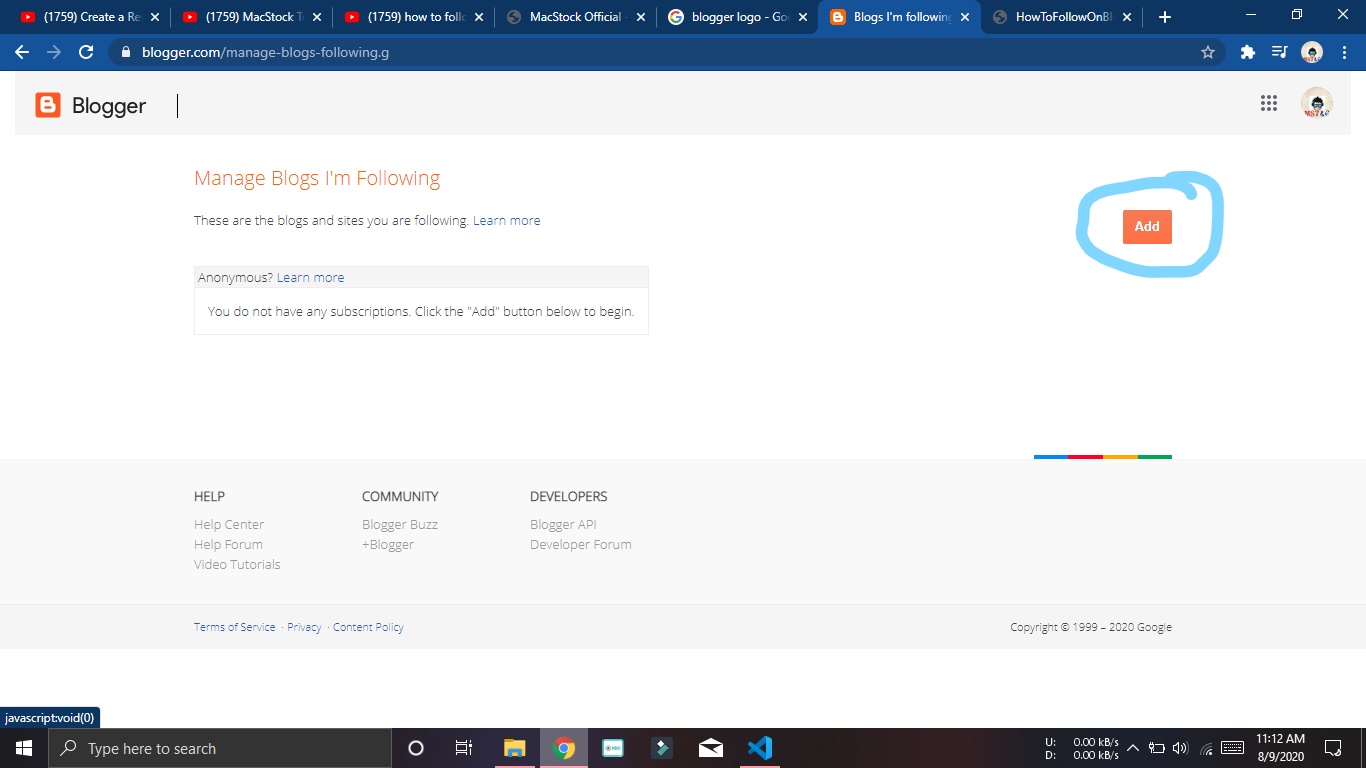 (1759) Create a Re
(1759) MacStock T
(1759) how to foll
MacStock Official -
blogger logo - Goo
Blogs I'm following
HowToFollowOnBl
blogger.com/manage-blogs-following.g
Blogger
MST&G
Manage Blogs I'm Following
These are the blogs and sites you are following. Learn more
Add
Anonymous? Learn more
You do not have any subscriptions. Click the "Add" button below to begin.
HELP
COMMUNITY
DEVELOPERS
Help Center
Blogger Buzz
Blogger API
Help Forum
+Blogger
Developer Forum
Video Tutorials
Terms of Service · Privacy · Content Policy
Copyright © 1999 – 2020 Google
javascript:void(0)
Type here to search
U: 0.00 kB/s
D: 0.00 kB/s
11:12 AM
8/9/2020